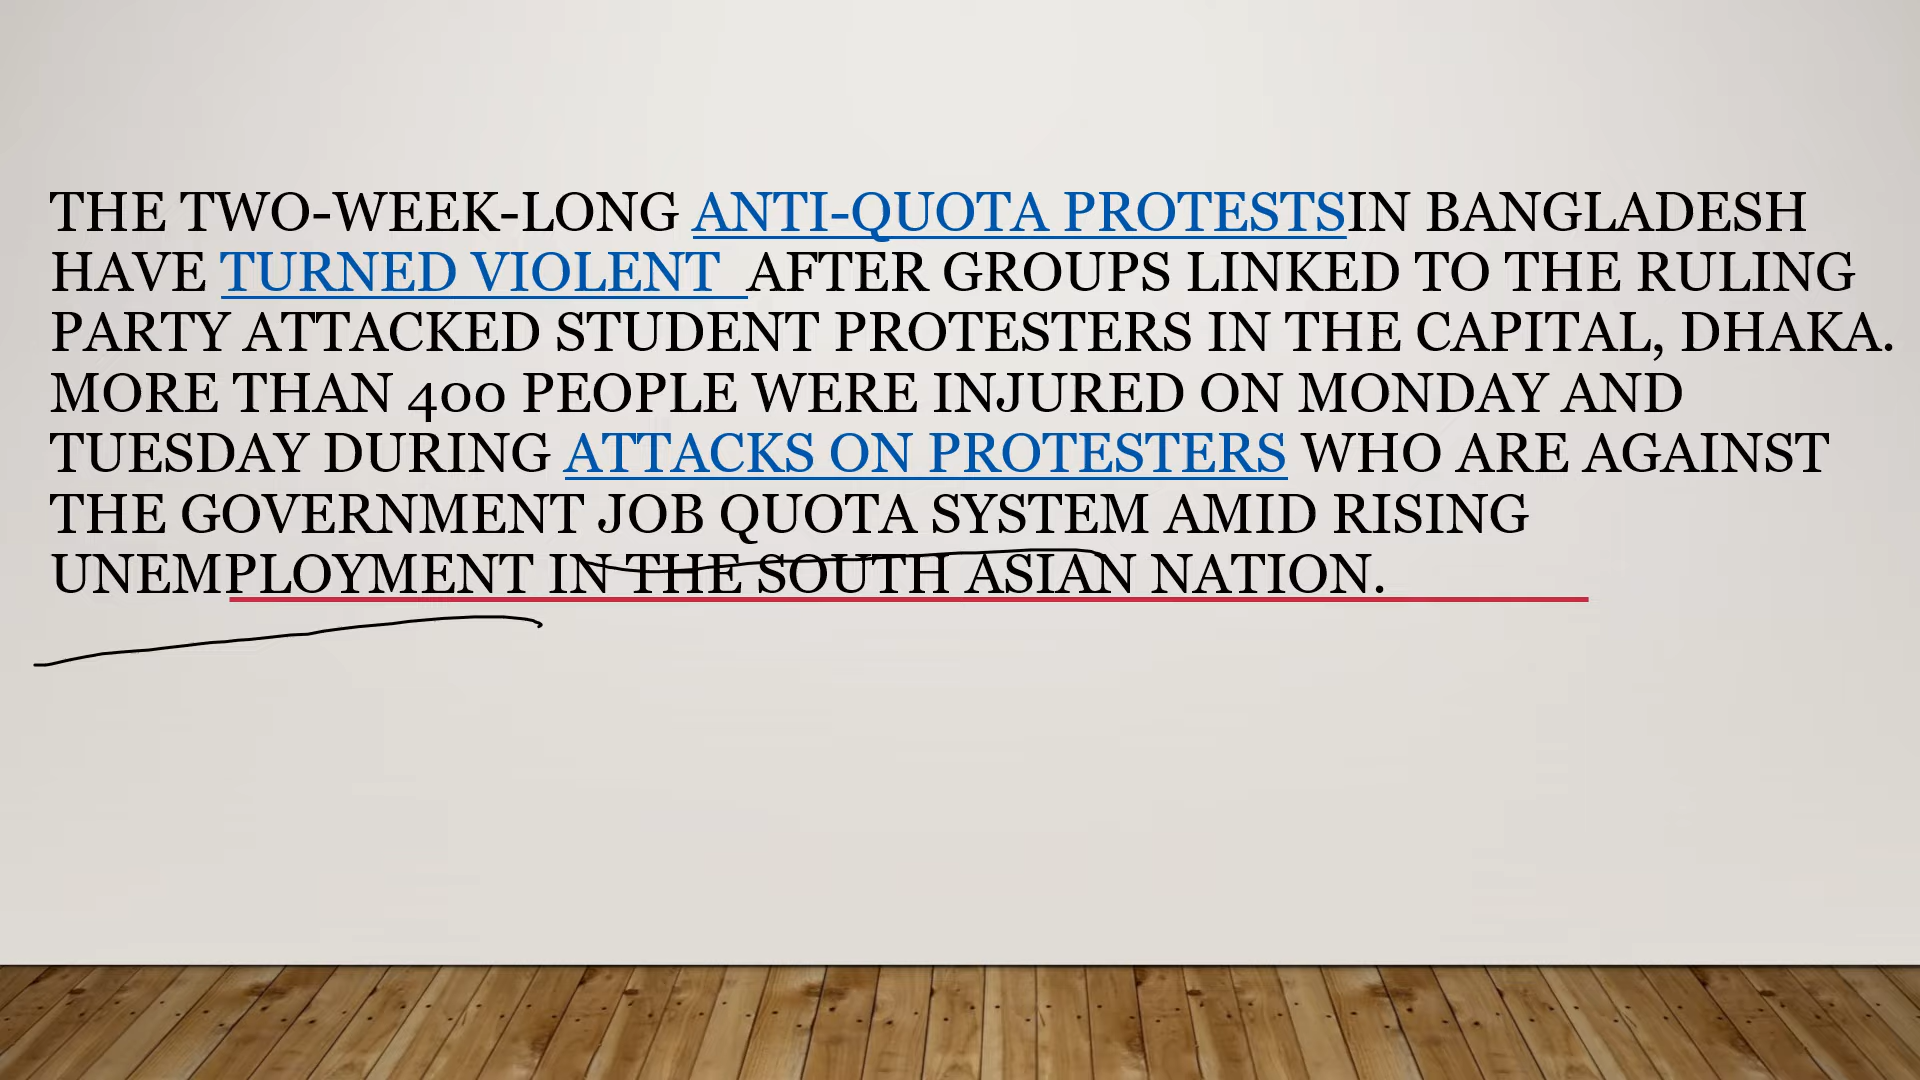 THE TWO-WEEK-LONG ANTI-QUOTA PROTESTSIN BANGLADESH
HAVE TURNED VIOLENT AFTER GROUPS LINKED TO THE RULING
PARTY ATTACKED STUDENT PROTESTERS IN THE CAPITAL, DHAKA.
MORE THAN 400 PEOPLE WERE INJURED ON MONDAY AND
TUESDAY DURING ATTACKS ON PROTESTERS WHO ARE AGAINST
THE GOVERNMENT JOB QUOTA SYSTEM AMID RISING
UNEMPLOYMENT IN THE SOUTH ASIAN NATION.